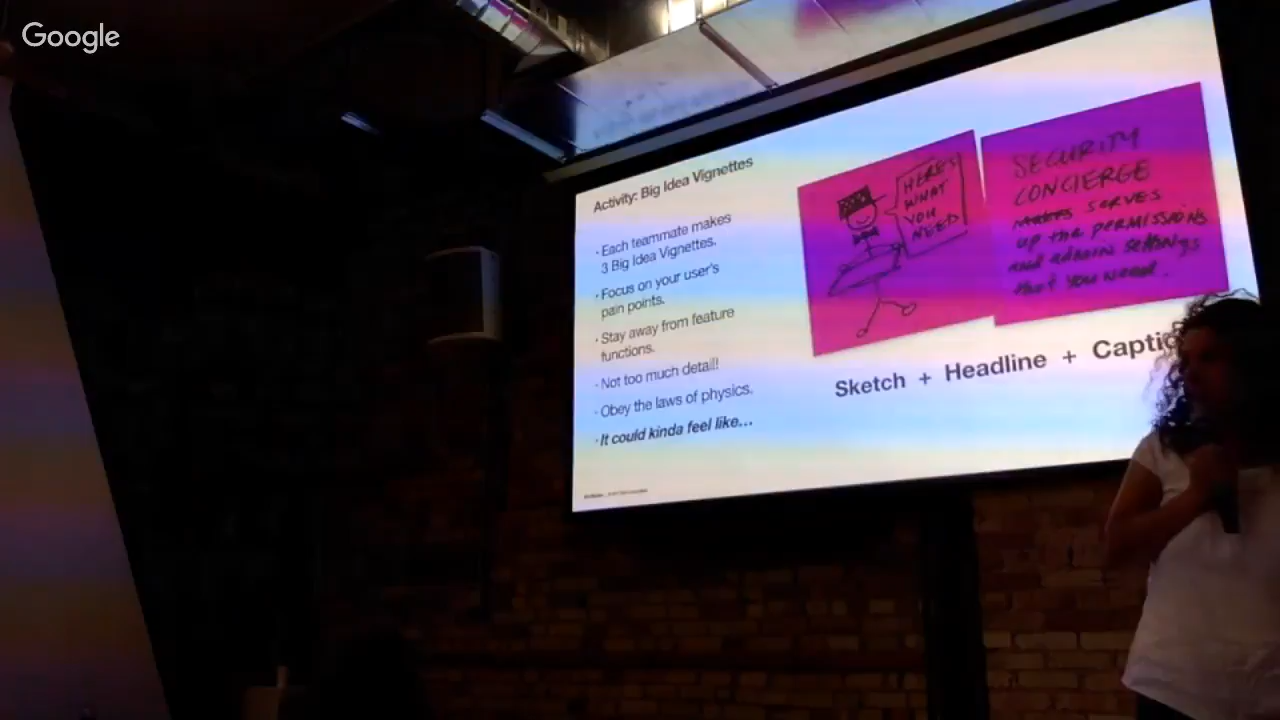 Google
Activity: Big Idea Vignettes
• Each teammate makes
3 Big Idea Vignettes.
• Focus on your user's
pain points.
• Stay away from feature
functions.
• Not too much detail!
• Obey the laws of physics.
• It could kinda feel like...
HERE'S
WHAT
YOU
NEED
SECURITY
CONCIERGE
makes SERVES
up the PERMISSIONS
and admin settings
that you need.
Sketch + Headline + Captio